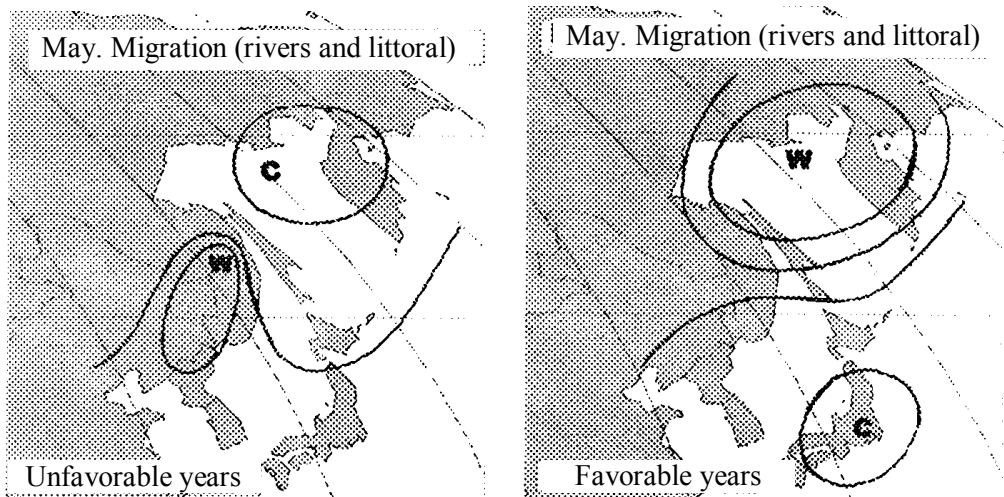 May. Migration (rivers and littoral)
C
W
Unfavorable years
May. Migration (rivers and littoral)
W
C
Favorable years